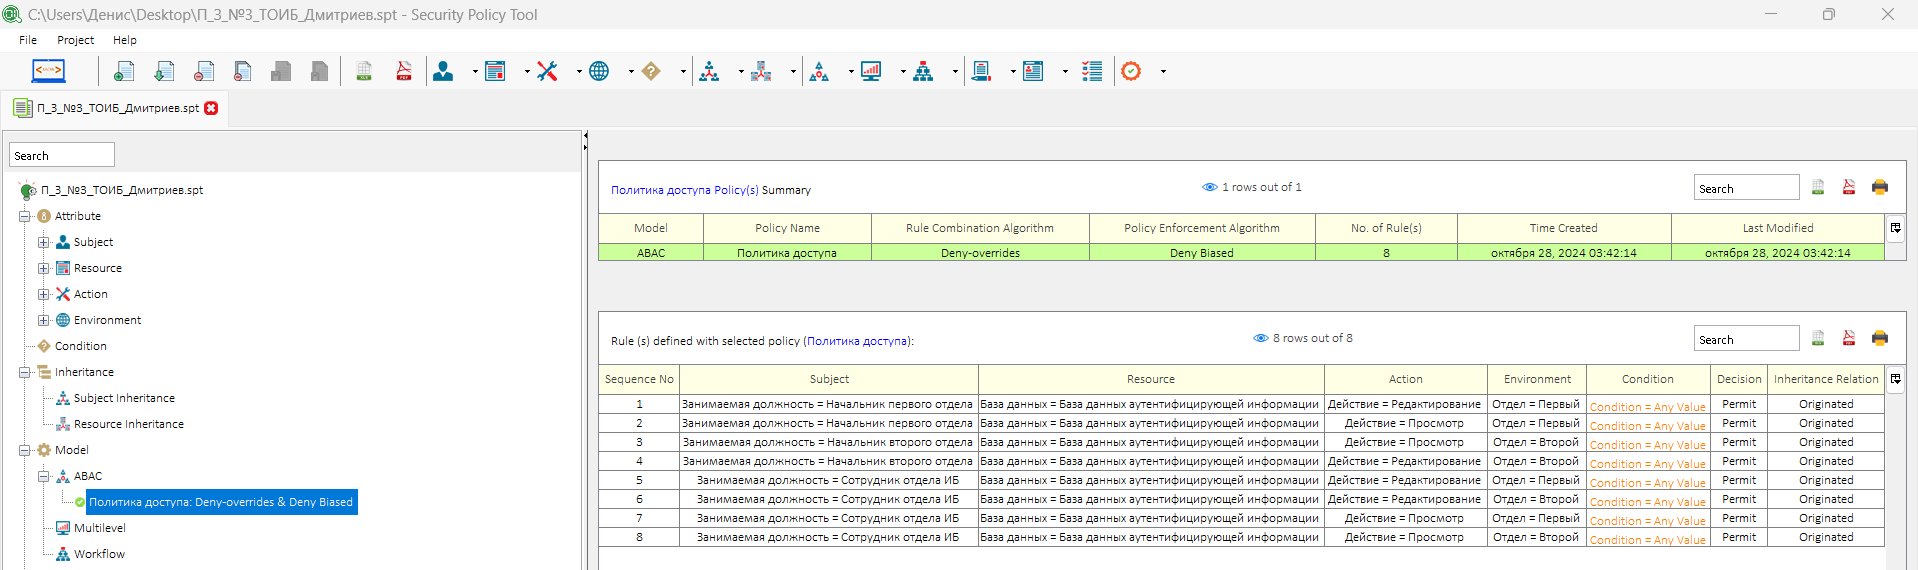 C:\Users\Денис\Desktop\П_З_№3_ТОИБ_Дмитриев.spt - Security Policy Tool
File Project Help
П_З_№3_ТОИБ_Дмитриев.spt
Search
П_З_№3_ТОИБ_Дмитриев.spt
Attribute
Subject
Resource
Action
Environment
Condition
Inheritance
Subject Inheritance
Resource Inheritance
Model
ABAC
Политика доступа: Deny-overrides & Deny Biased
Multilevel
Workflow
Политика доступа Policy(s) Summary 1 rows out of 1 Search
Model Policy Name Rule Combination Algorithm Policy Enforcement Algorithm No. of Rule(s) Time Created Last Modified
ABAC Политика доступа Deny-overrides Deny Biased 8 октября 28, 2024 03:42:14 октября 28, 2024 03:42:14
Rule (s) defined with selected policy (Политика доступа): 8 rows out of 8 Search
Sequence No Subject Resource Action Environment Condition Decision Inheritance Relation
1 Занимаемая должность = Начальник первого отдела База данных = База данных аутентифицирующей информации Действие = Редактирование Отдел = Первый Condition = Any Value Permit Originated
2 Занимаемая должность = Начальник первого отдела База данных = База данных аутентифицирующей информации Действие = Просмотр Отдел = Первый Condition = Any Value Permit Originated
3 Занимаемая должность = Начальник второго отдела База данных = База данных аутентифицирующей информации Действие = Просмотр Отдел = Второй Condition = Any Value Permit Originated
4 Занимаемая должность = Начальник второго отдела База данных = База данных аутентифицирующей информации Действие = Редактирование Отдел = Второй Condition = Any Value Permit Originated
5 Занимаемая должность = Сотрудник отдела ИБ База данных = База данных аутентифицирующей информации Действие = Редактирование Отдел = Первый Condition = Any Value Permit Originated
6 Занимаемая должность = Сотрудник отдела ИБ База данных = База данных аутентифицирующей информации Действие = Редактирование Отдел = Второй Condition = Any Value Permit Originated
7 Занимаемая должность = Сотрудник отдела ИБ База данных = База данных аутентифицирующей информации Действие = Просмотр Отдел = Первый Condition = Any Value Permit Originated
8 Занимаемая должность = Сотрудник отдела ИБ База данных = База данных аутентифицирующей информации Действие = Просмотр Отдел = Второй Condition = Any Value Permit Originated